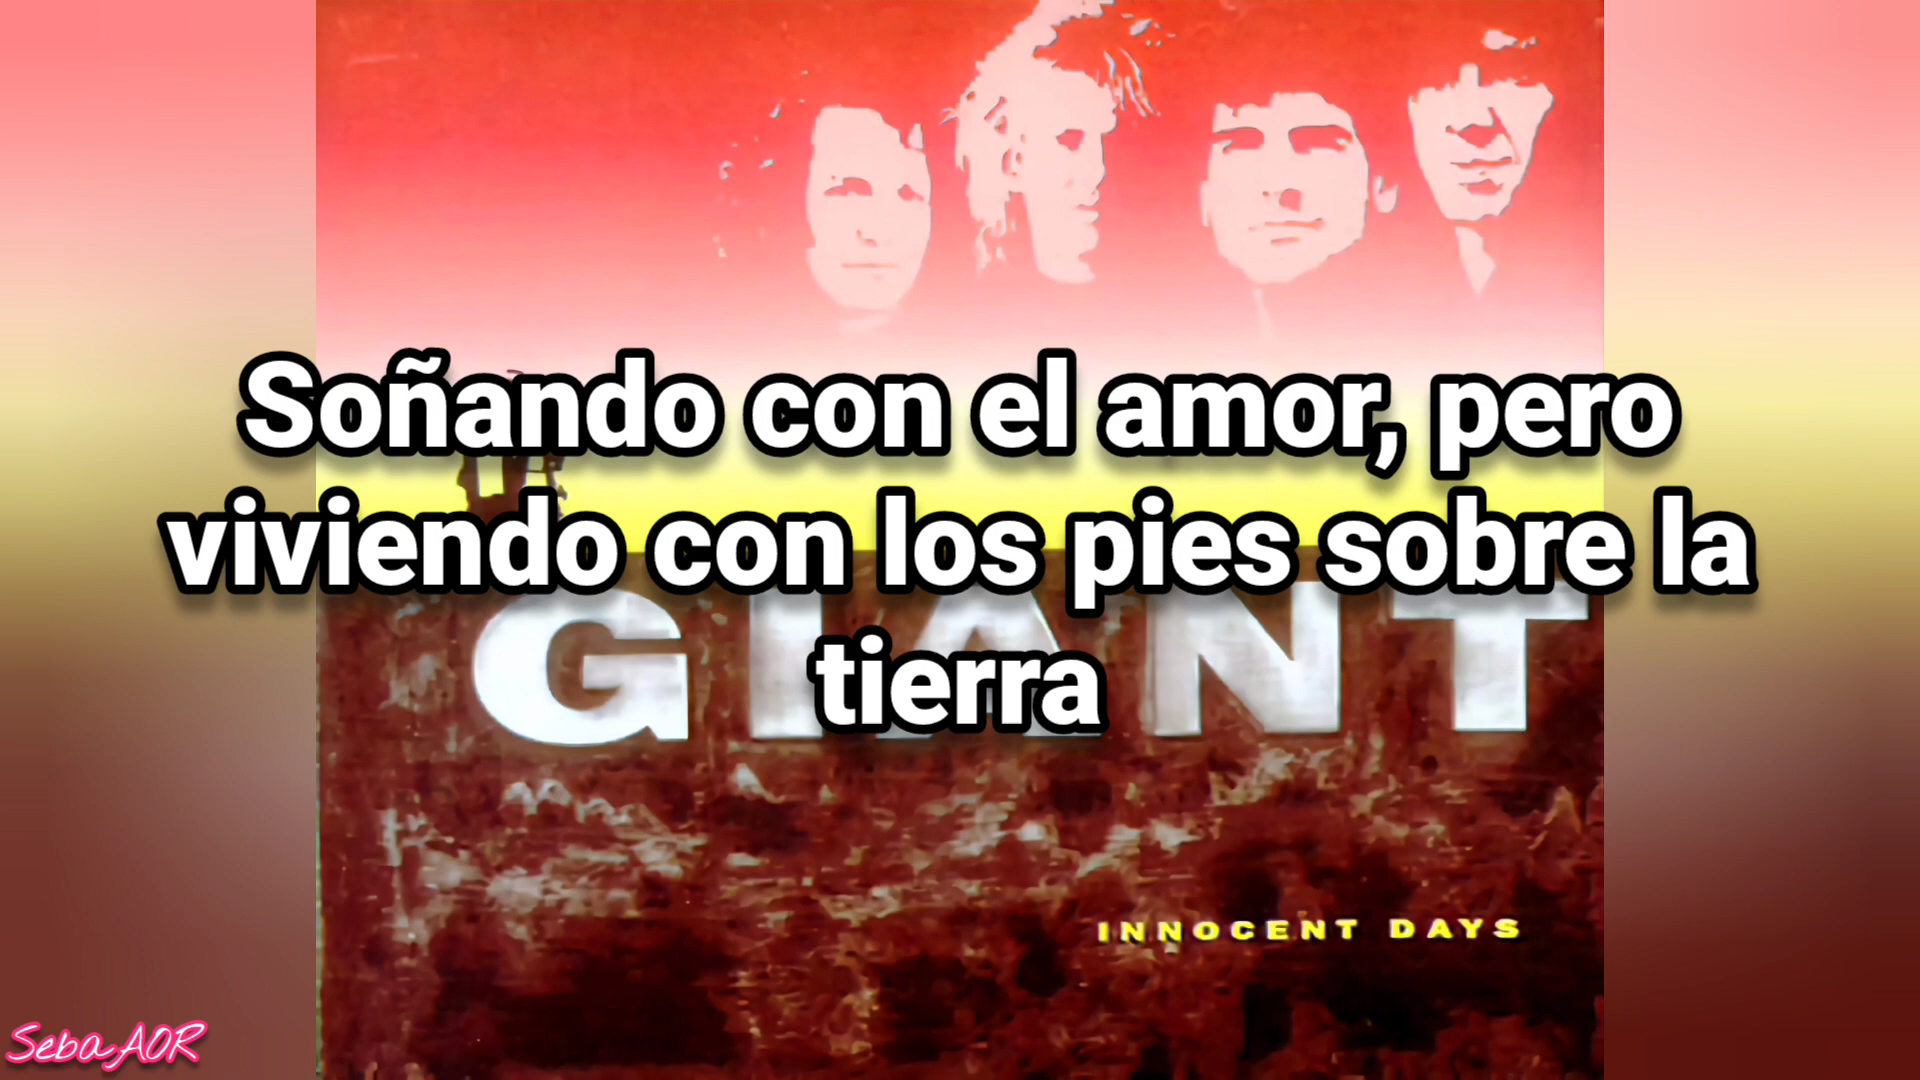 Soñando con el amor, pero
viviendo con los pies sobre la
tierra
GIANT
INNOCENT DAYS
Seba AOR